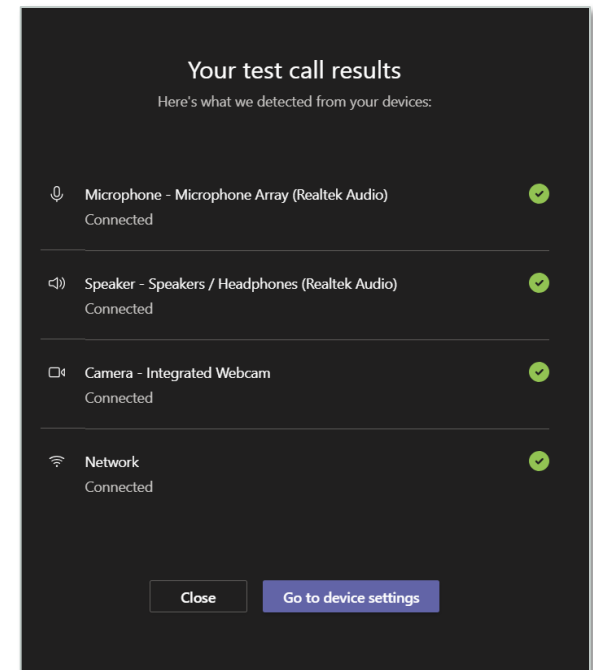 Your test call results
Here's what we detected from your devices:
Microphone - Microphone Array (Realtek Audio)
Connected
Speaker - Speakers / Headphones (Realtek Audio)
Connected
Camera - Integrated Webcam
Connected
Network
Connected
Close
Go to device settings